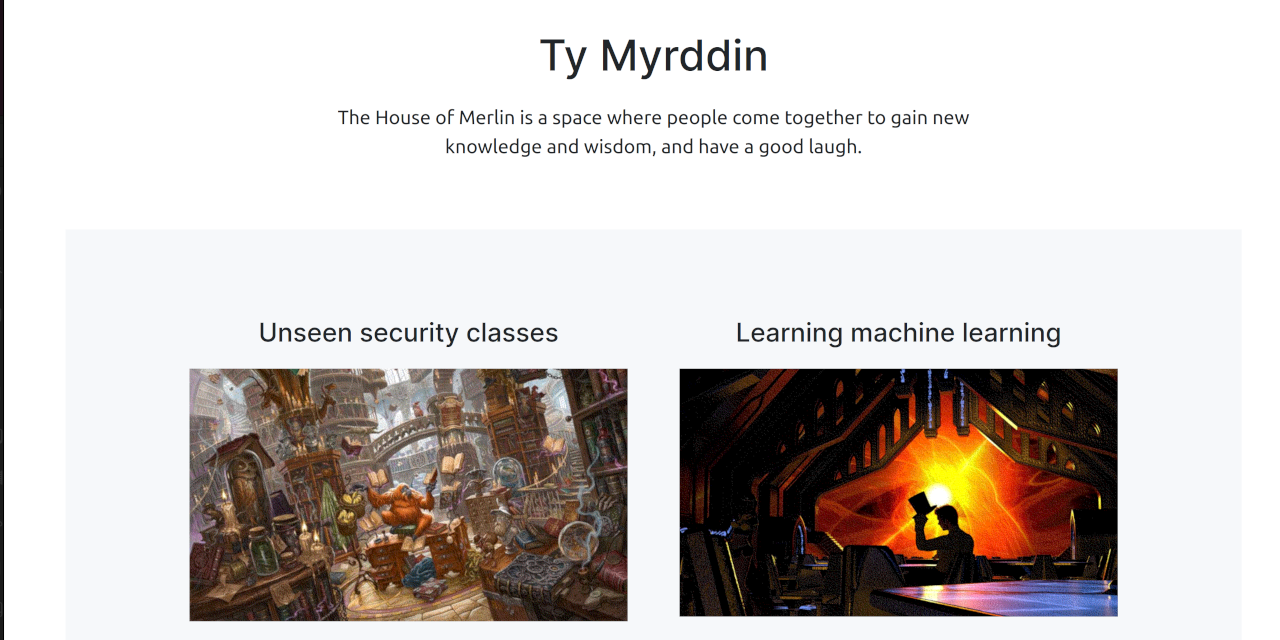 Ty Myrddin
The House of Merlin is a space where people come together to gain new
knowledge and wisdom, and have a good laugh.
Unseen security classes
Learning machine learning